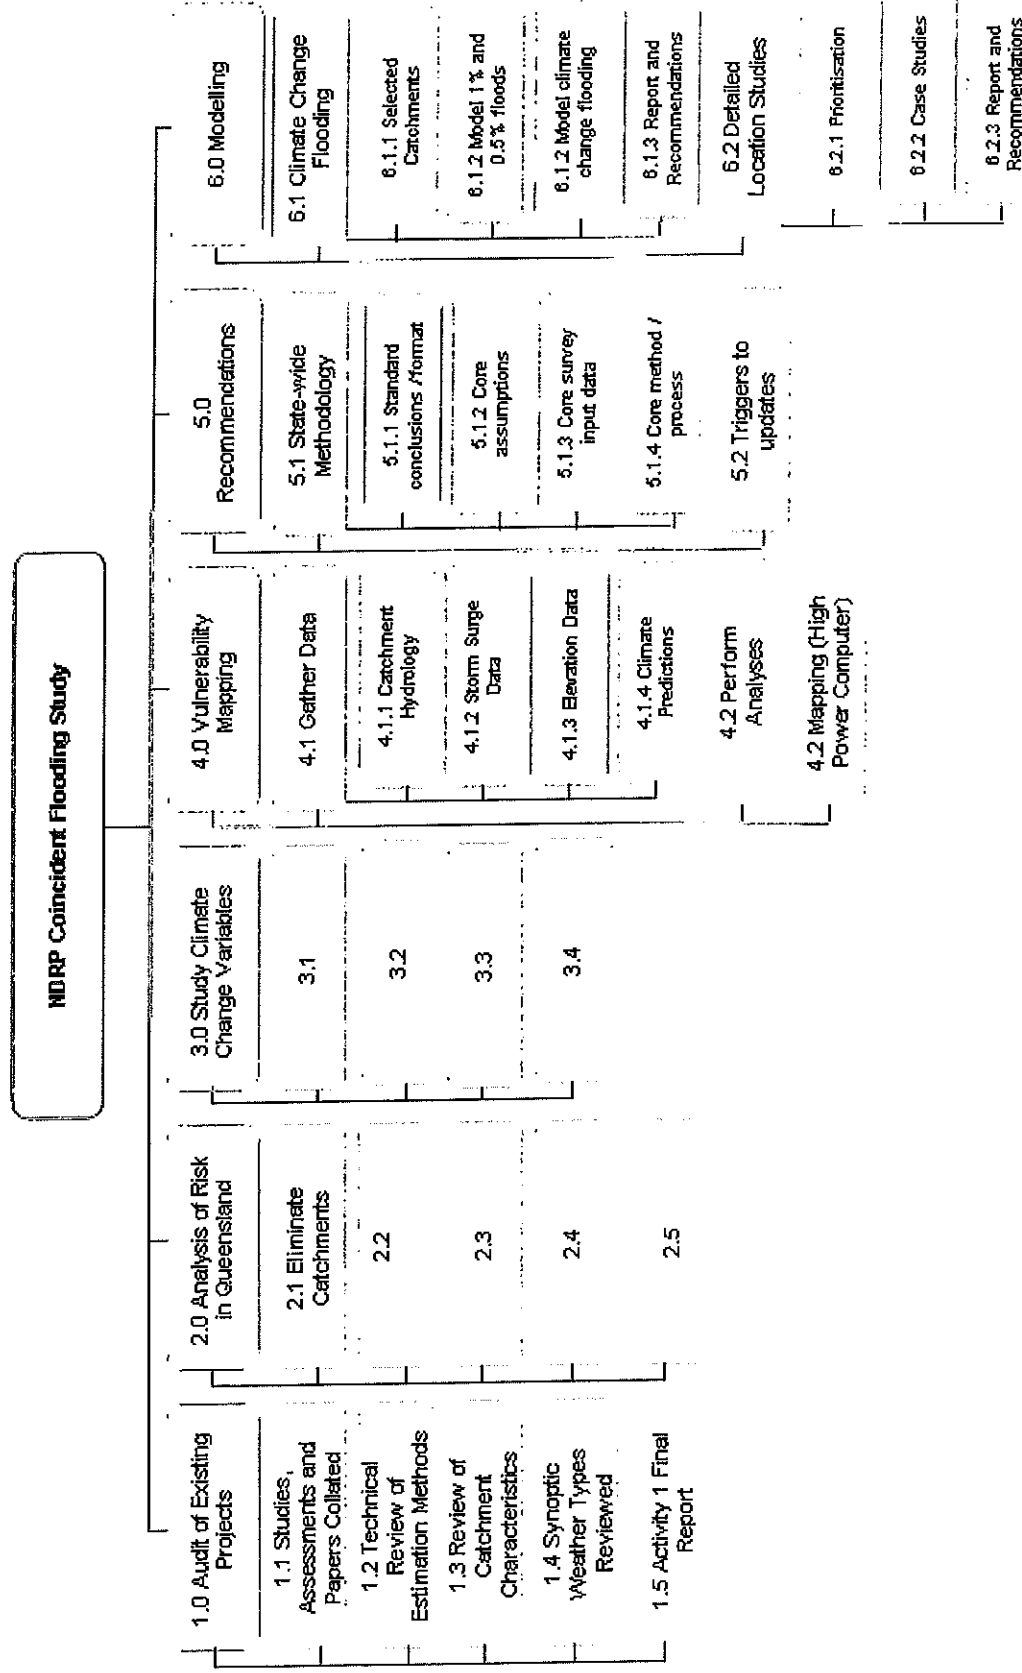 NDRP Coincident Flooding Study
1.0 Audit of Existing
Projects
1.1 Studies,
Assessments and
Papers Collated
1.2 Technical
Review of
Estimation Methods
1.3 Review of
Catchment
Characteristics
1.4 Synoptic
Weather Types
Reviewed
1.5 Activity 1 Final
Report
2.0 Analysis of Risk
in Queensland
2.1 Eliminate
Catchments
2.2
2.3
2.4
2.5
3.0 Study Climate
Change Variables
3.1
3.2
3.3
3.4
4.0 Vulnerability
Mapping
4.1 Gather Data
4.1.1 Catchment
Hydrology
4.1.2 Storm Surge
Data
4.1.3 Elevation Data
4.1.4 Climate
Predictions
4.2 Perform
Analyses
4.2 Mapping (High
Power Computer)
5.0
Recommendations
5.1 State-wide
Methodology
5.1.1 Standard
conclusions /format
5.1.2 Core
assumptions
5.1.3 Core survey
input data
5.1.4 Core method /
process
5.2 Triggers to
updates
6.0 Modelling
6.1 Climate Change
Flooding
6.1.1 Selected
Catchments
6.1.2 Model 1% and
0.5% floods
6.1.2 Model climate
change flooding
6.1.3 Report and
Recommendations
6.2 Detailed
Location Studies
6.2.1 Prioritisation
6.2.2 Case Studies
6.2.3 Report and
Recommendations